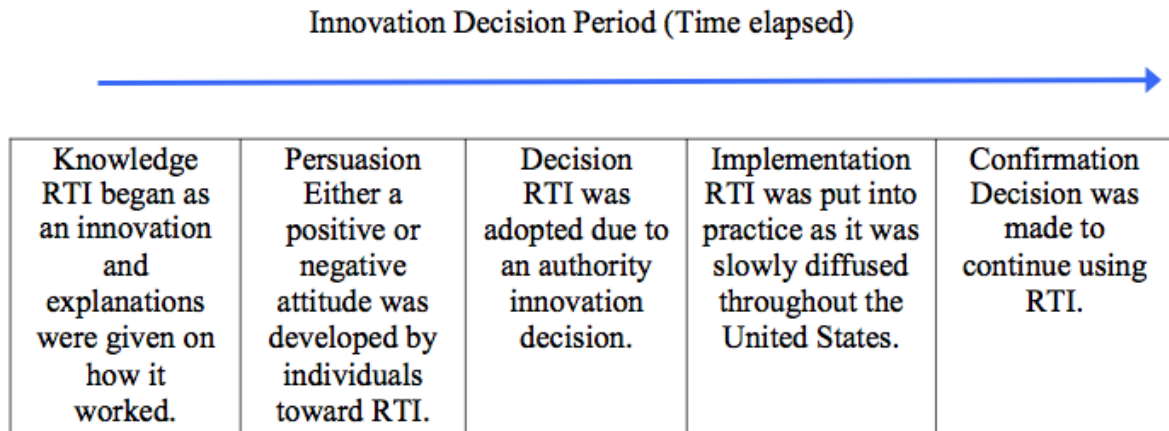 Innovation Decision Period (Time elapsed)
Knowledge
RTI began as
an innovation
and
explanations
were given on
how it
worked.
Persuasion
Either a
positive or
negative
attitude was
developed by
individuals
toward RTI.
Decision
RTI was
adopted due to
an authority
innovation
decision.
Implementation
RTI was put into
practice as it was
slowly diffused
throughout the
United States.
Confirmation
Decision was
made to
continue using
RTI.